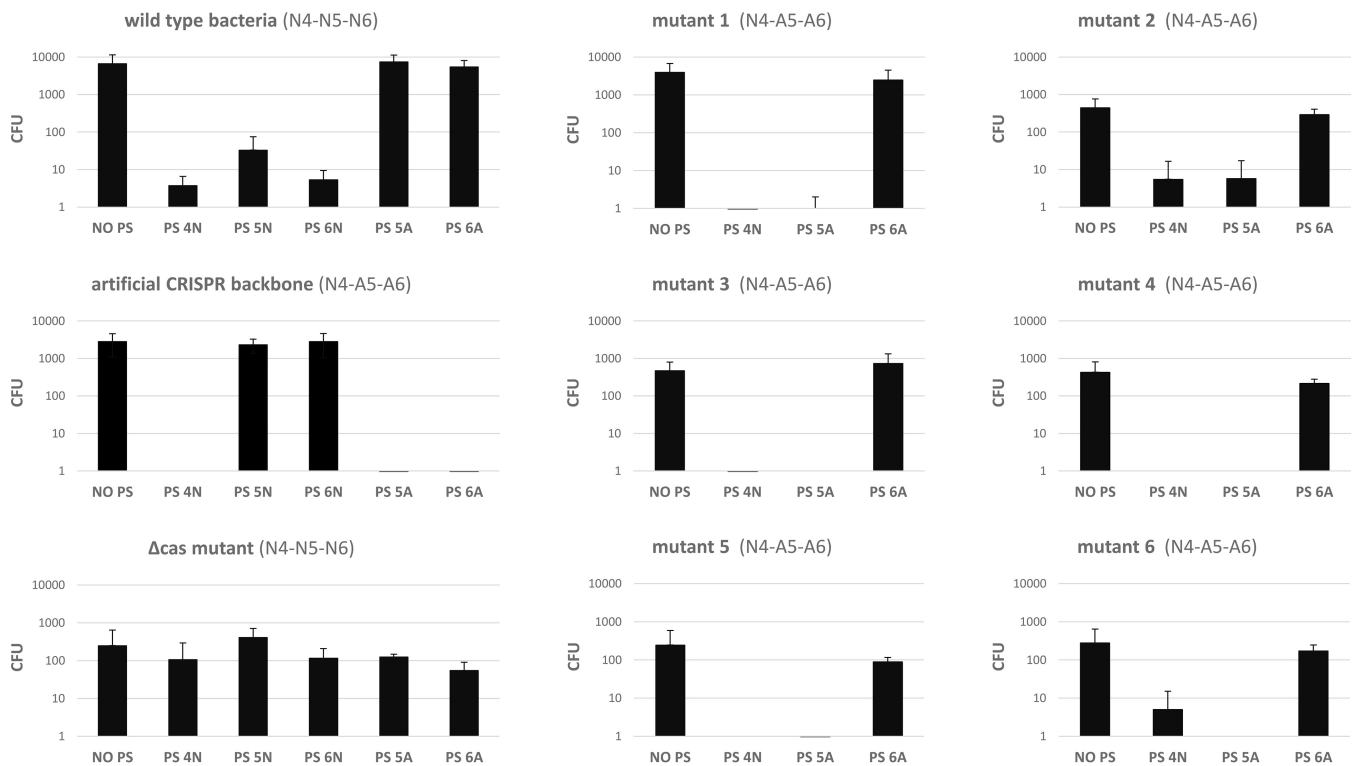 wild type bacteria (N4-N5-N6)
CFU
10000
1000
100
10
1
NO PS PS 4N PS 5N PS 6N PS 5A PS 6A
mutant 1 (N4-A5-A6)
CFU
10000
1000
100
10
1
NO PS PS 4N PS 5A PS 6A
mutant 2 (N4-A5-A6)
CFU
10000
1000
100
10
1
NO PS PS 4N PS 5A PS 6A
artificial CRISPR backbone (N4-A5-A6)
CFU
10000
1000
100
10
1
NO PS PS 4N PS 5N PS 6N PS 5A PS 6A
mutant 3 (N4-A5-A6)
CFU
10000
1000
100
10
1
NO PS PS 4N PS 5A PS 6A
mutant 4 (N4-A5-A6)
CFU
10000
1000
100
10
1
NO PS PS 4N PS 5A PS 6A
Δcas mutant (N4-N5-N6)
CFU
10000
1000
100
10
1
NO PS PS 4N PS 5N PS 6N PS 5A PS 6A
mutant 5 (N4-A5-A6)
CFU
10000
1000
100
10
1
NO PS PS 4N PS 5A PS 6A
mutant 6 (N4-A5-A6)
CFU
10000
1000
100
10
1
NO PS PS 4N PS 5A PS 6A